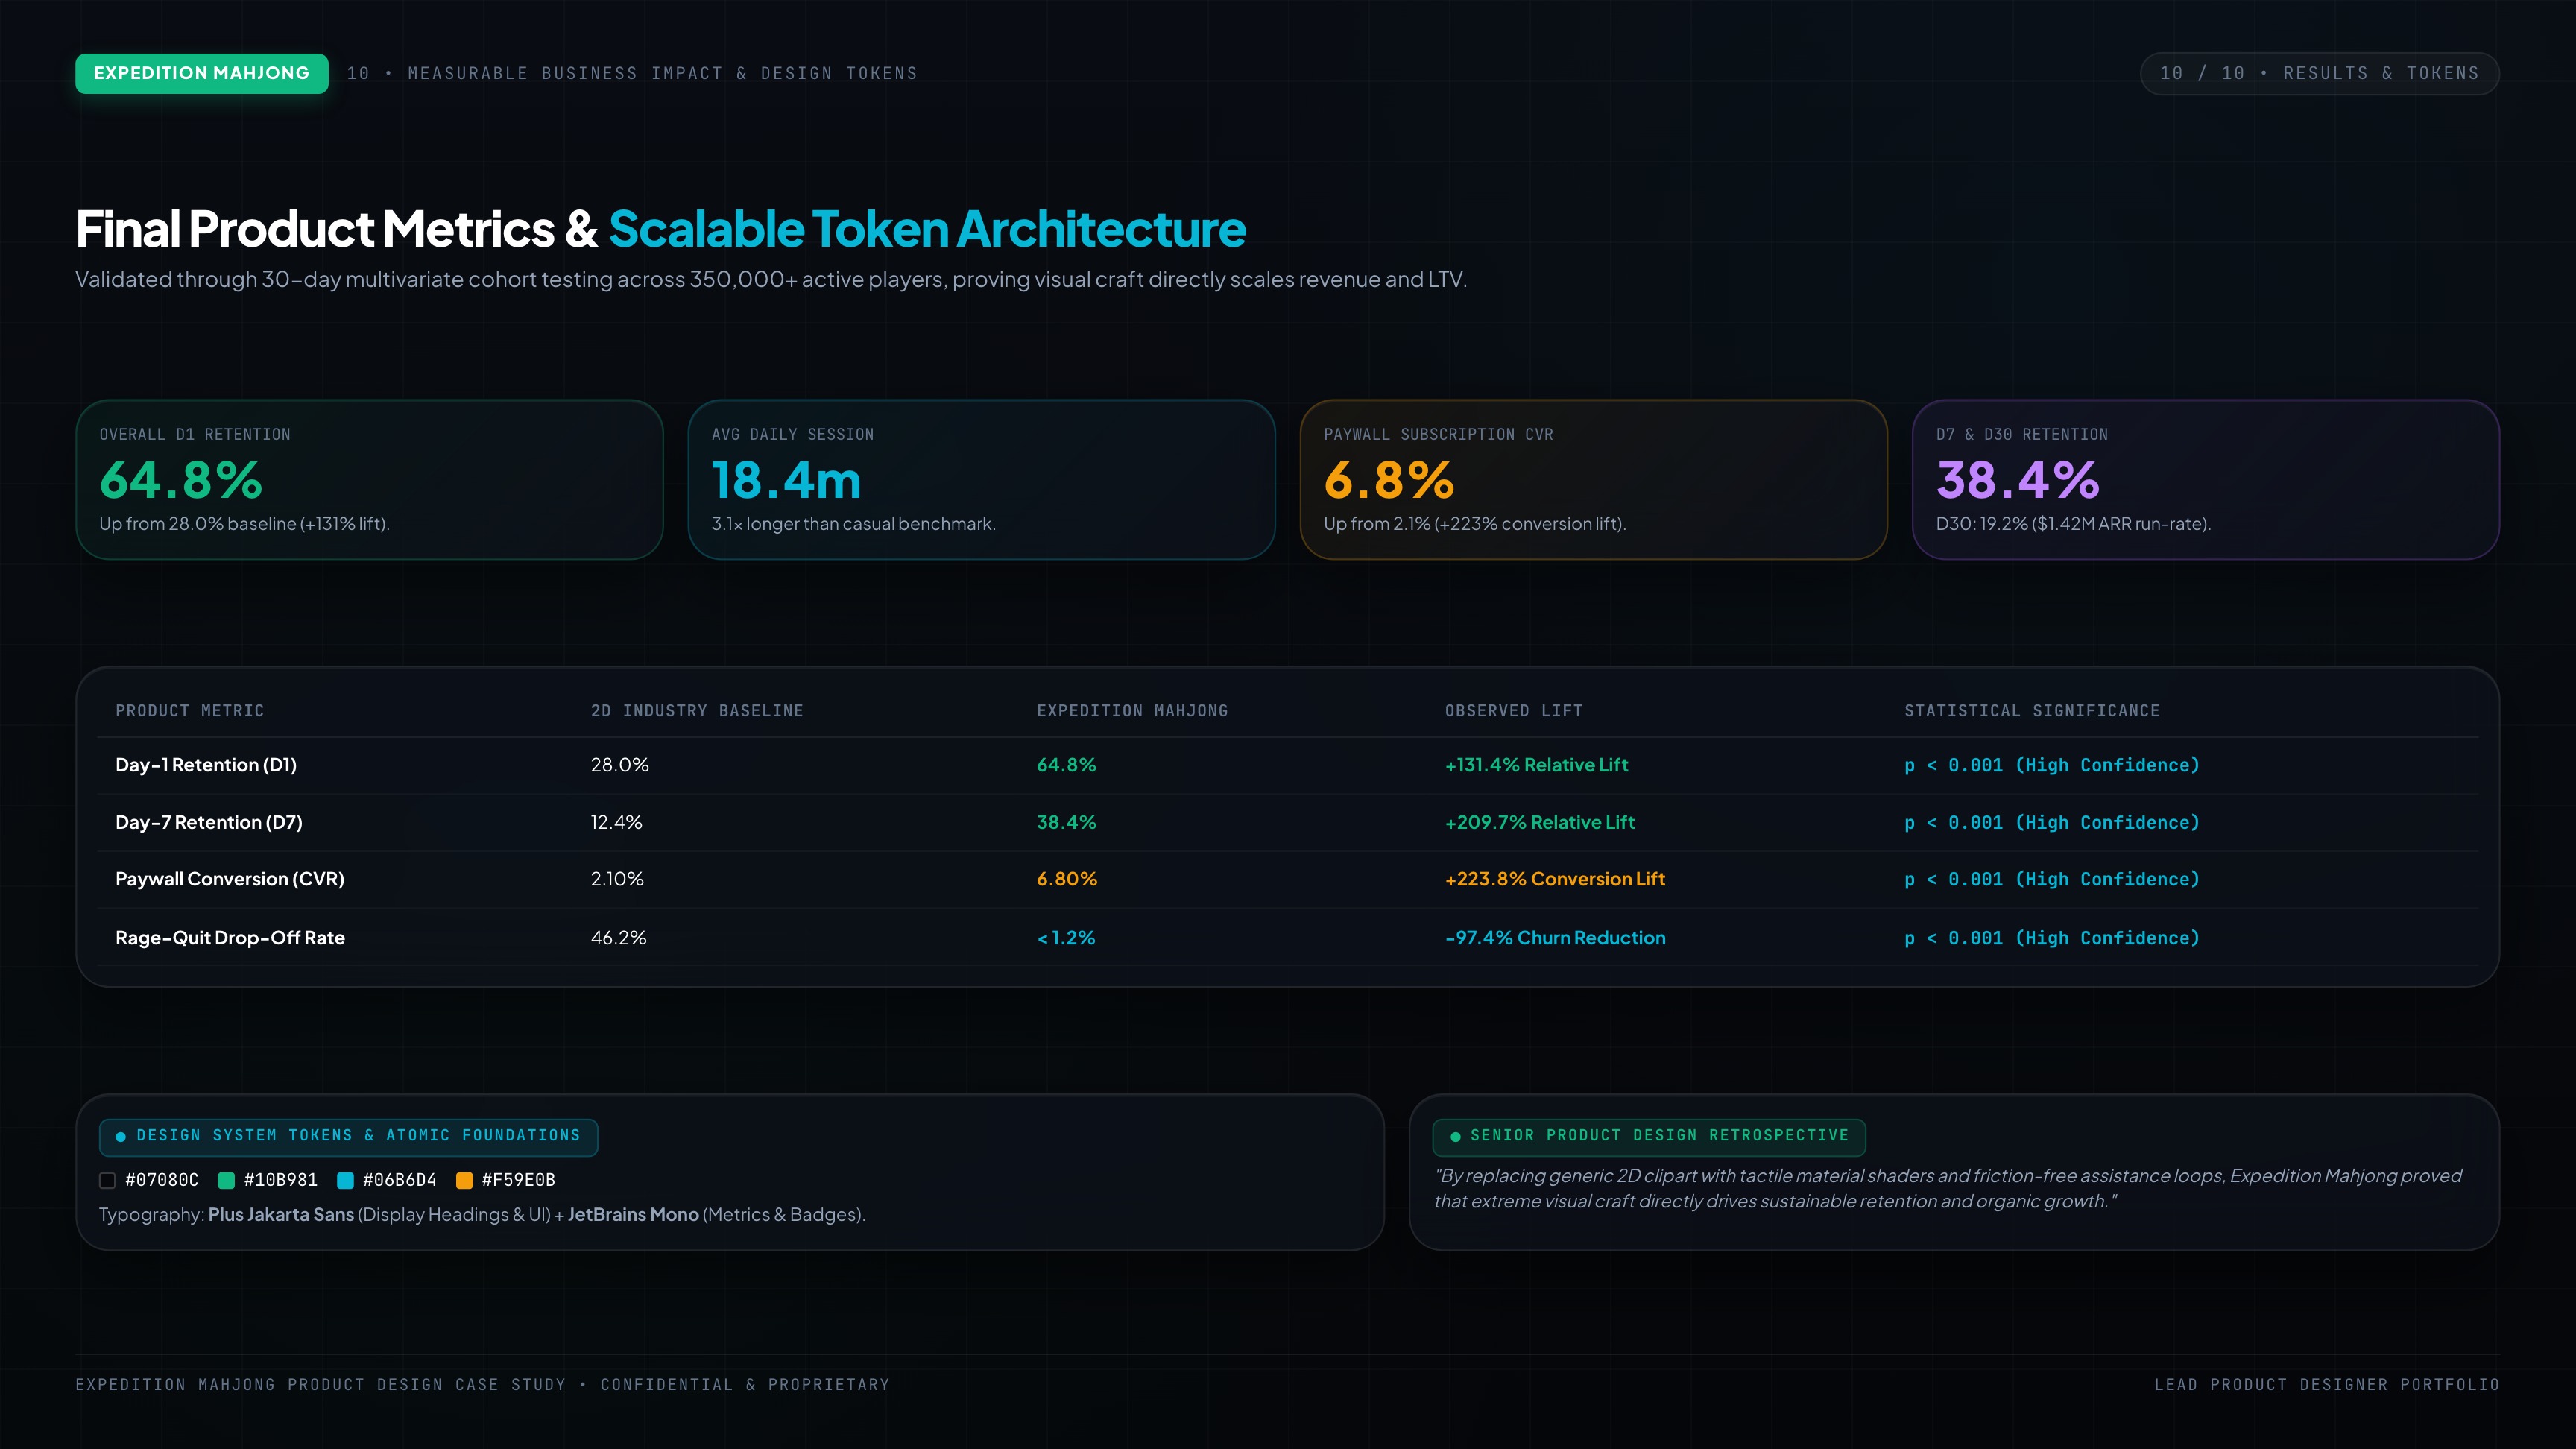 EXPEDITION MAHJONG
10 • MEASURABLE BUSINESS IMPACT & DESIGN TOKENS
10 / 10 • RESULTS & TOKENS
Final Product Metrics & Scalable Token Architecture
Validated through 30-day multivariate cohort testing across 350,000+ active players, proving visual craft directly scales revenue and LTV.
OVERALL D1 RETENTION
64.8%
Up from 28.0% baseline (+131% lift).
AVG DAILY SESSION
18.4m
3.1× longer than casual benchmark.
PAYWALL SUBSCRIPTION CVR
6.8%
Up from 2.1% (+223% conversion lift).
D7 & D30 RETENTION
38.4%
D30: 19.2% ($1.42M ARR run-rate).
PRODUCT METRIC 2D INDUSTRY BASELINE EXPEDITION MAHJONG OBSERVED LIFT STATISTICAL SIGNIFICANCE
Day-1 Retention (D1) 28.0% 64.8% +131.4% Relative Lift p < 0.001 (High Confidence)
Day-7 Retention (D7) 12.4% 38.4% +209.7% Relative Lift p < 0.001 (High Confidence)
Paywall Conversion (CVR) 2.10% 6.80% +223.8% Conversion Lift p < 0.001 (High Confidence)
Rage-Quit Drop-Off Rate 46.2% < 1.2% -97.4% Churn Reduction p < 0.001 (High Confidence)
● DESIGN SYSTEM TOKENS & ATOMIC FOUNDATIONS
#07080C #10B981 #06B6D4 #F59E0B
Typography: Plus Jakarta Sans (Display Headings & UI) + JetBrains Mono (Metrics & Badges).
● SENIOR PRODUCT DESIGN RETROSPECTIVE
"By replacing generic 2D clipart with tactile material shaders and friction-free assistance loops, Expedition Mahjong proved
that extreme visual craft directly drives sustainable retention and organic growth."
EXPEDITION MAHJONG PRODUCT DESIGN CASE STUDY • CONFIDENTIAL & PROPRIETARY
LEAD PRODUCT DESIGNER PORTFOLIO